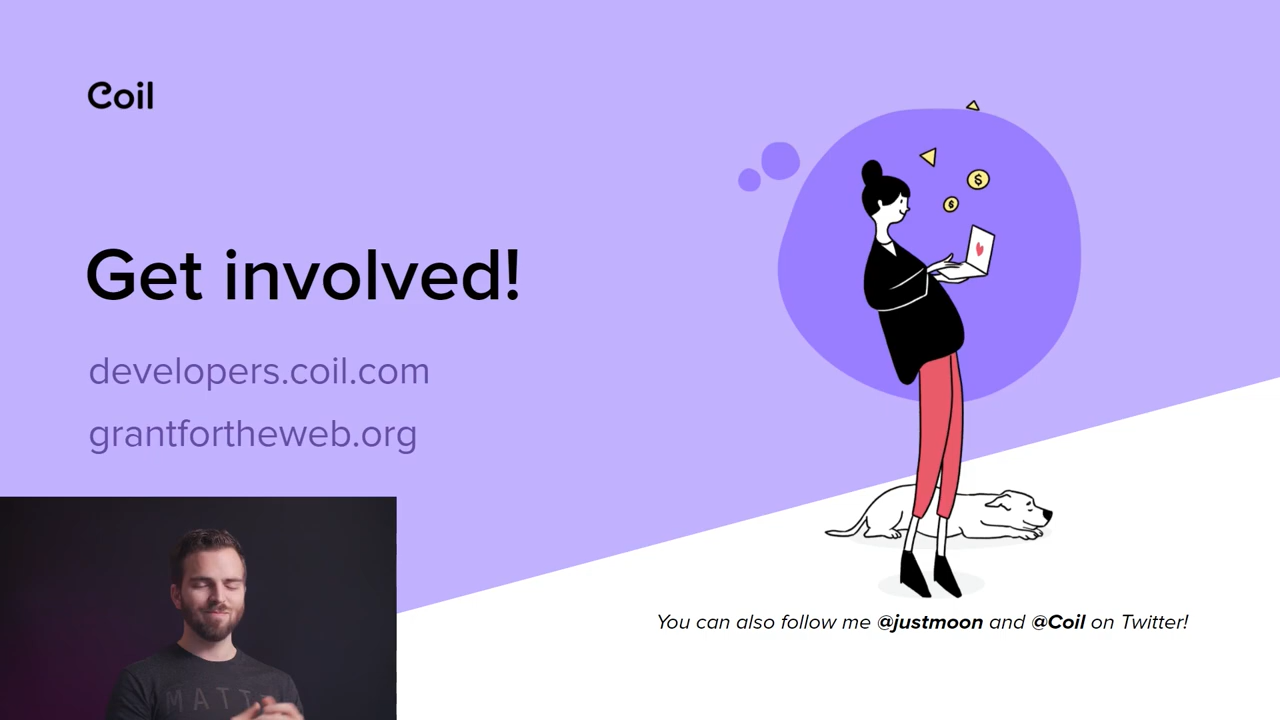 Coil
Get involved!
developers.coil.com
grantfortheweb.org
You can also follow me @justmoon and @Coil on Twitter!
$
$